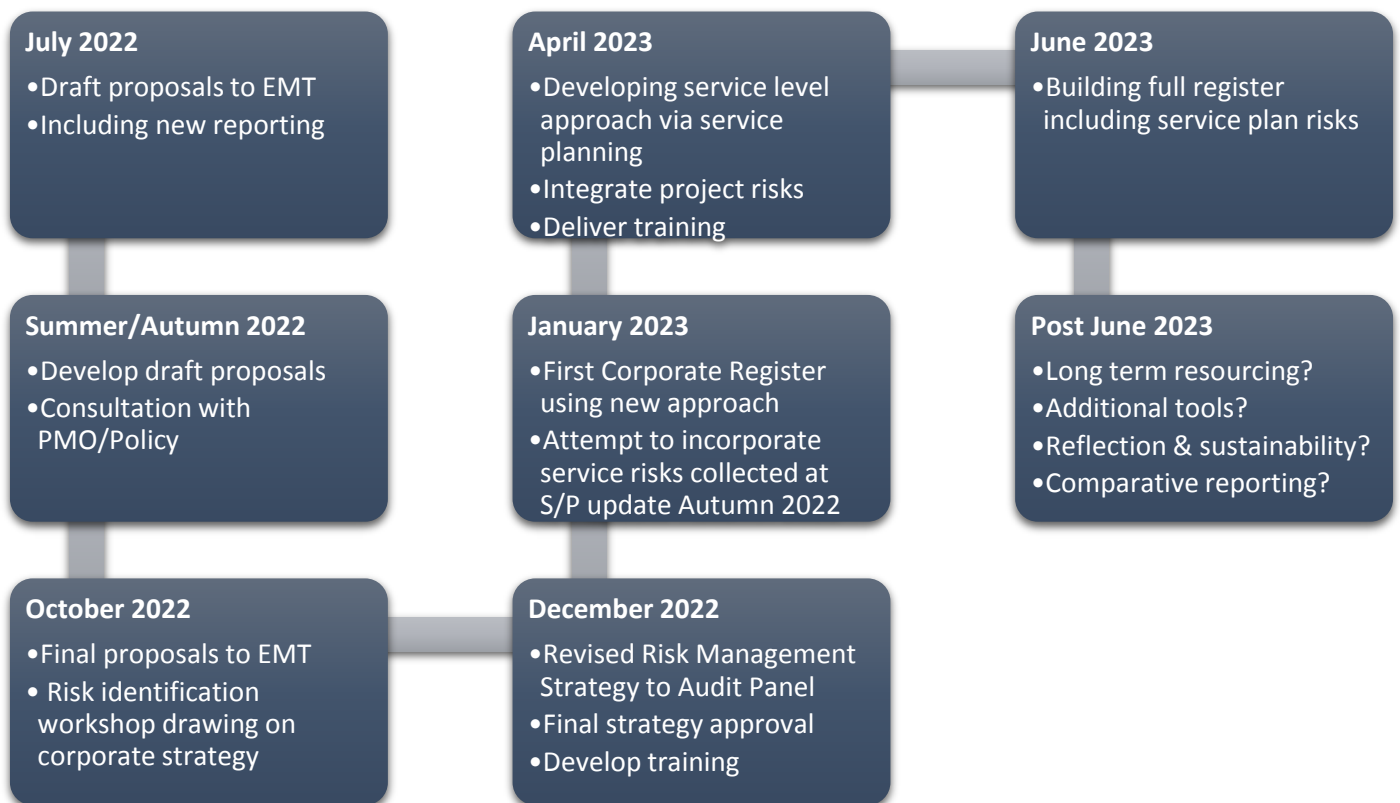 July 2022
•Draft proposals to EMT
•Including new reporting
Summer/Autumn 2022
•Develop draft proposals
•Consultation with
PMO/Policy
October 2022
•Final proposals to EMT
• Risk identification
workshop drawing on
corporate strategy
December 2022
•Revised Risk Management
Strategy to Audit Panel
•Final strategy approval
•Develop training
January 2023
•First Corporate Register
using new approach
•Attempt to incorporate
service risks collected at
S/P update Autumn 2022
April 2023
•Developing service level
approach via service
planning
•Integrate project risks
•Deliver training
June 2023
•Building full register
including service plan risks
Post June 2023
•Long term resourcing?
•Additional tools?
•Reflection & sustainability?
•Comparative reporting?